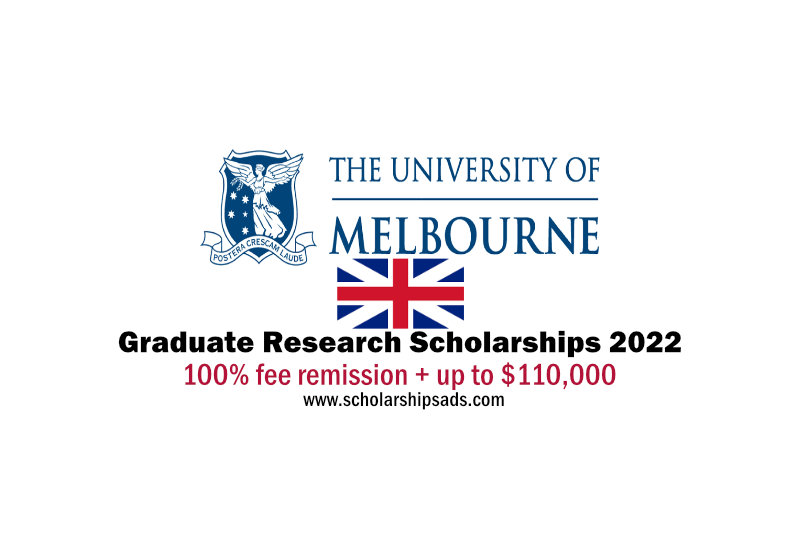 THE UNIVERSITY OF
MELBOURNE
POSTERA CRESCAM LAUDE
Graduate Research Scholarships 2022
100% fee remission + up to $110,000
www.scholarshipsads.com